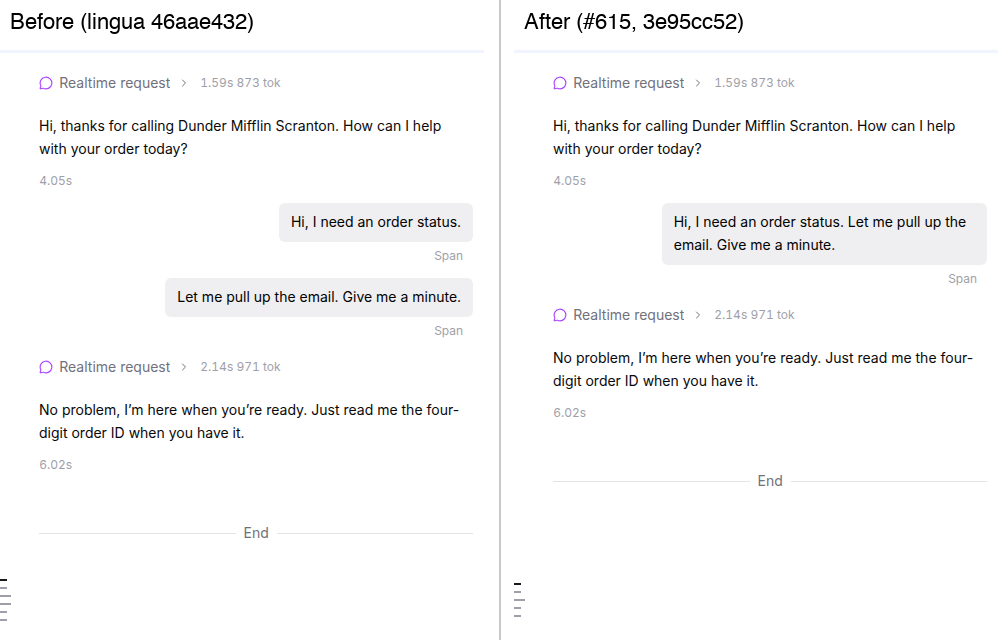 Before (lingua 46aae432)
Realtime request > 1.59s 873 tok
Hi, thanks for calling Dunder Mifflin Scranton. How can I help
with your order today?
4.05s
Hi, I need an order status.
Span
Let me pull up the email. Give me a minute.
Span
Realtime request > 2.14s 971 tok
No problem, I’m here when you’re ready. Just read me the four-
digit order ID when you have it.
6.02s
End
After (#615, 3e95cc52)
Realtime request > 1.59s 873 tok
Hi, thanks for calling Dunder Mifflin Scranton. How can I help
with your order today?
4.05s
Hi, I need an order status. Let me pull up the
email. Give me a minute.
Span
Realtime request > 2.14s 971 tok
No problem, I’m here when you’re ready. Just read me the four-
digit order ID when you have it.
6.02s
End